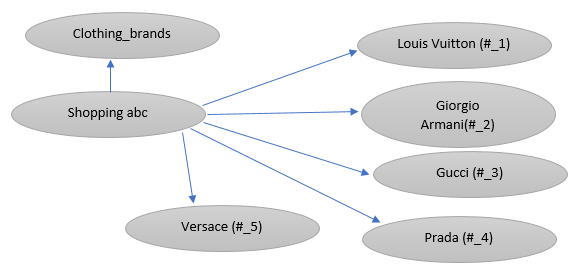 Clothing_brands
Louis Vuitton (#_1)
Shopping abc
Giorgio
Armani(#_2)
Gucci (#_3)
Versace (#_5)
Prada (#_4)